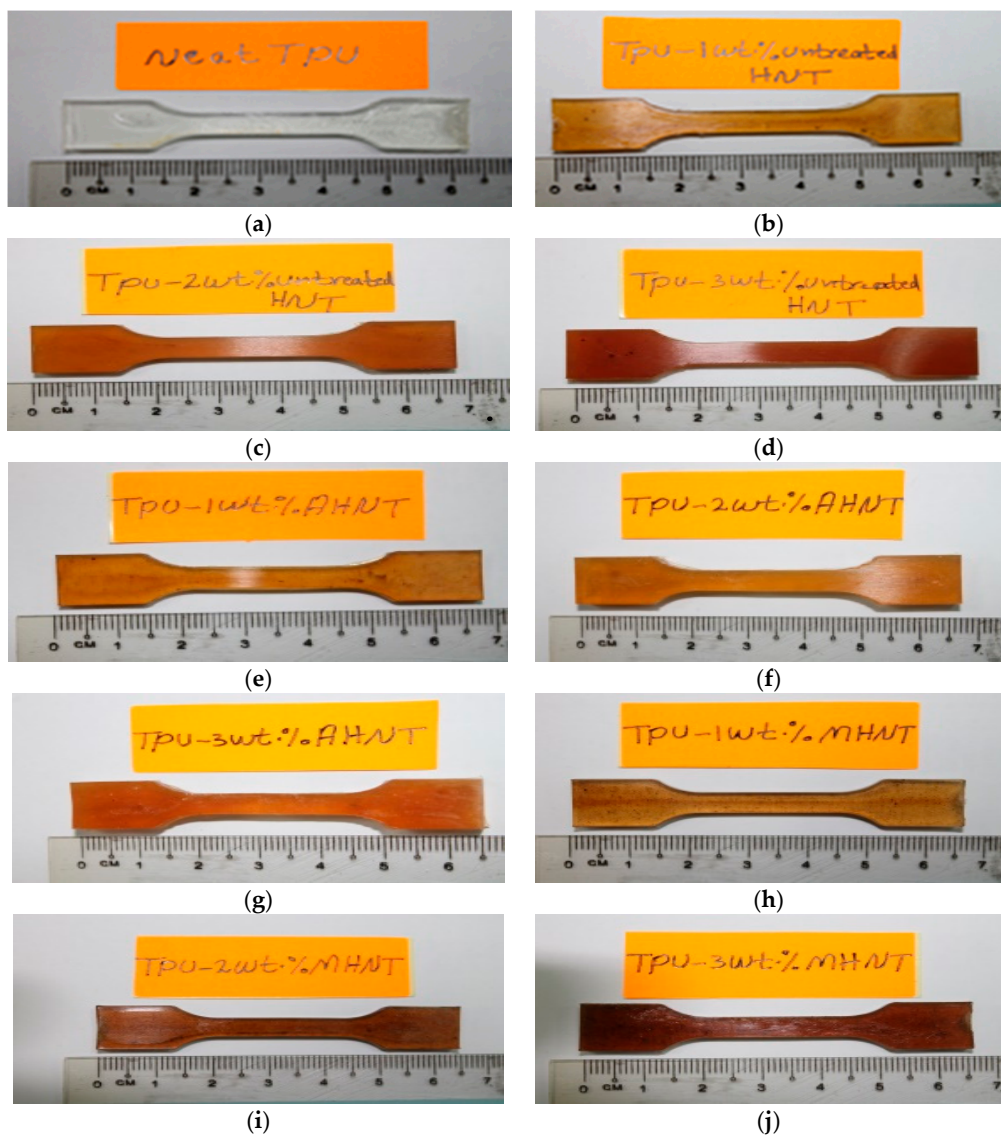 Neat TPU
TPU-1wt.% untreated
HNT
0 CM 1 2 3 4 5 6
0 CM 1 2 3 4 5 6 7
(a)
(b)
TPU-2wt.% untreated
HNT
TPU-3wt.% untreated
HNT
0 CM 1 2 3 4 5 6 7
0 CM 1 2 3 4 5 6 7
(c)
(d)
TPU-1wt.% AHNT
TPU-2wt.% AHNT
0 CM 1 2 3 4 5 6 7
0 CM 1 2 3 4 5 6 7
(e)
(f)
TPU-3wt.% AHNT
TPU-1wt.% MHNT
0 CM 1 2 3 4 5 6 7
0 CM 1 2 3 4 5 6 7
(g)
(h)
TPU-2wt.% MHNT
TPU-3wt.% MHNT
0 CM 1 2 3 4 5 6 7
0 CM 1 2 3 4 5 6 7
(i)
(j)